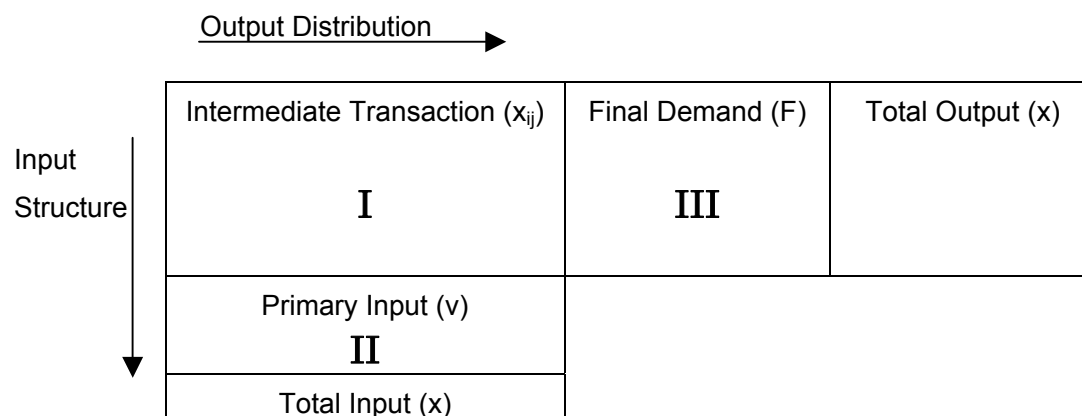 Output Distribution
Intermediate Transaction (xij)
Final Demand (F)
Total Output (x)
Input
Structure
I
III
Primary Input (v)
II
Total Input (x)